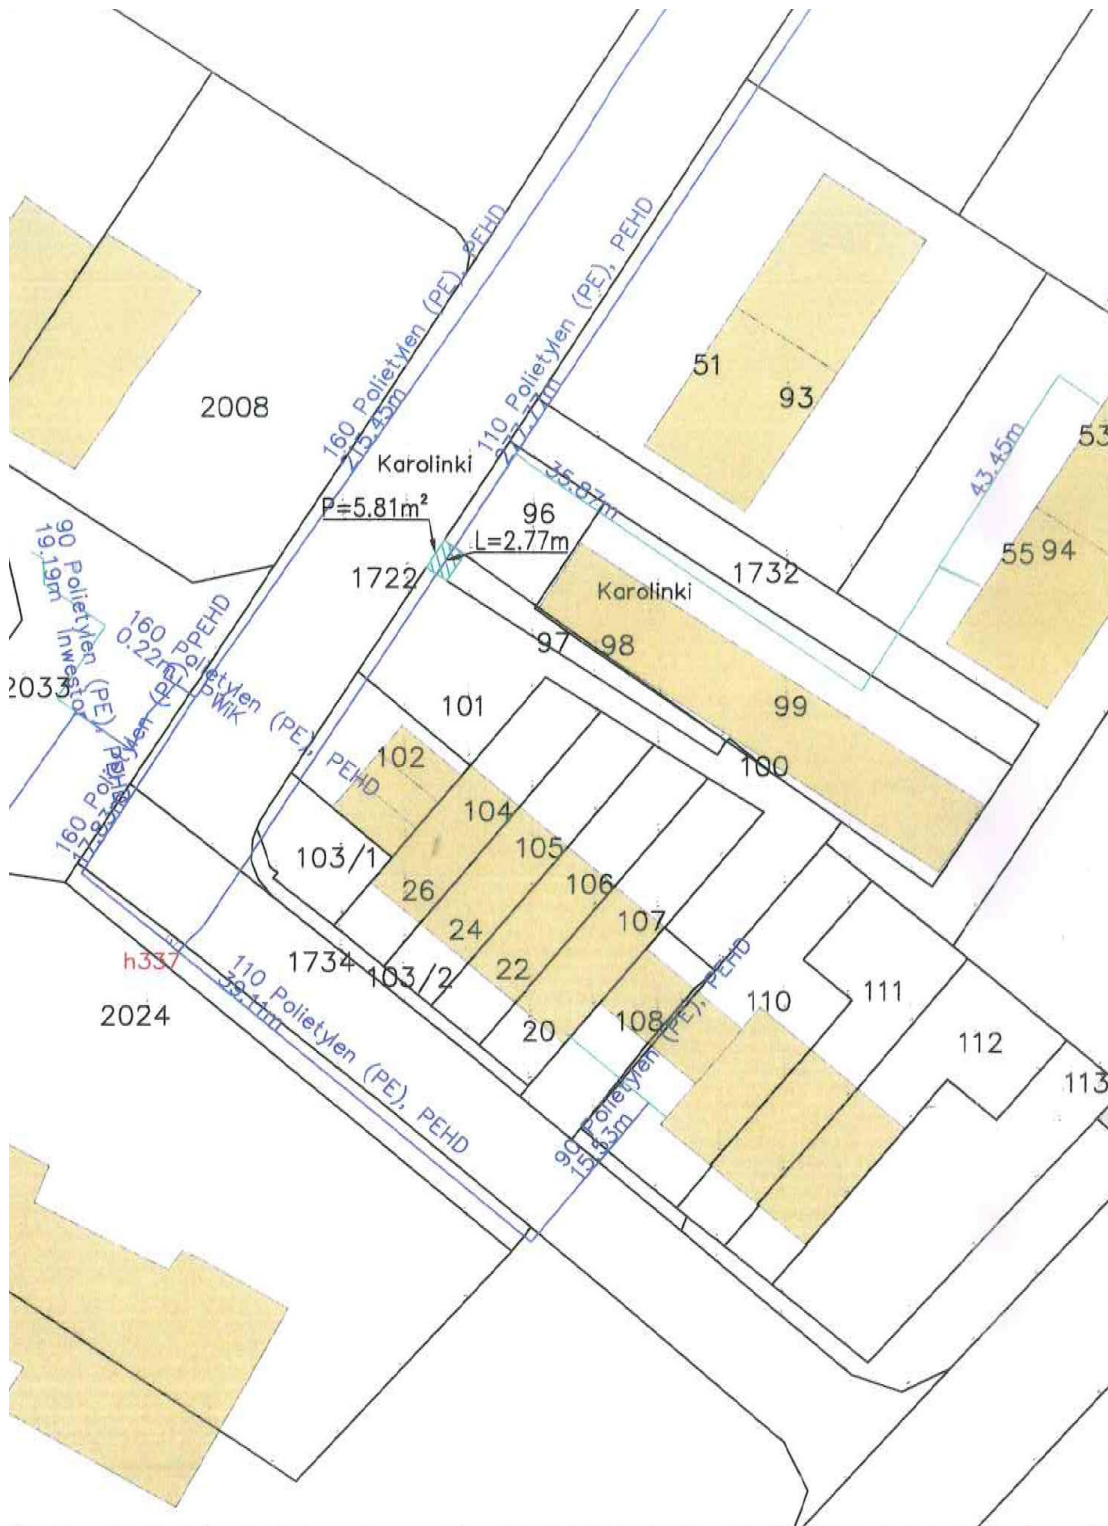 160 Polietylen (PE), PEHD
215.45m
110 Polietylen (PE), PEHD
277.77m
51
93
2008
53
43.45m
Karolinki
35.87m
P=5.81m²
96
L=2.77m
55
94
1722
1732
Karolinki
90 Polietylen (PE)
19.19m
Inwestor
160 Polietylen (PE), PEHD
0.22m
PWiK
2033
97
98
99
101
100
102
160 Polietylen (PE), PEHD
17.83m
104
105
103/1
106
26
107
24
h337
1734
103/2
22
110
111
2024
110 Polietylen (PE), PEHD
39.11m
20
108
112
113
90 Polietylen (PE), PEHD
15.53m